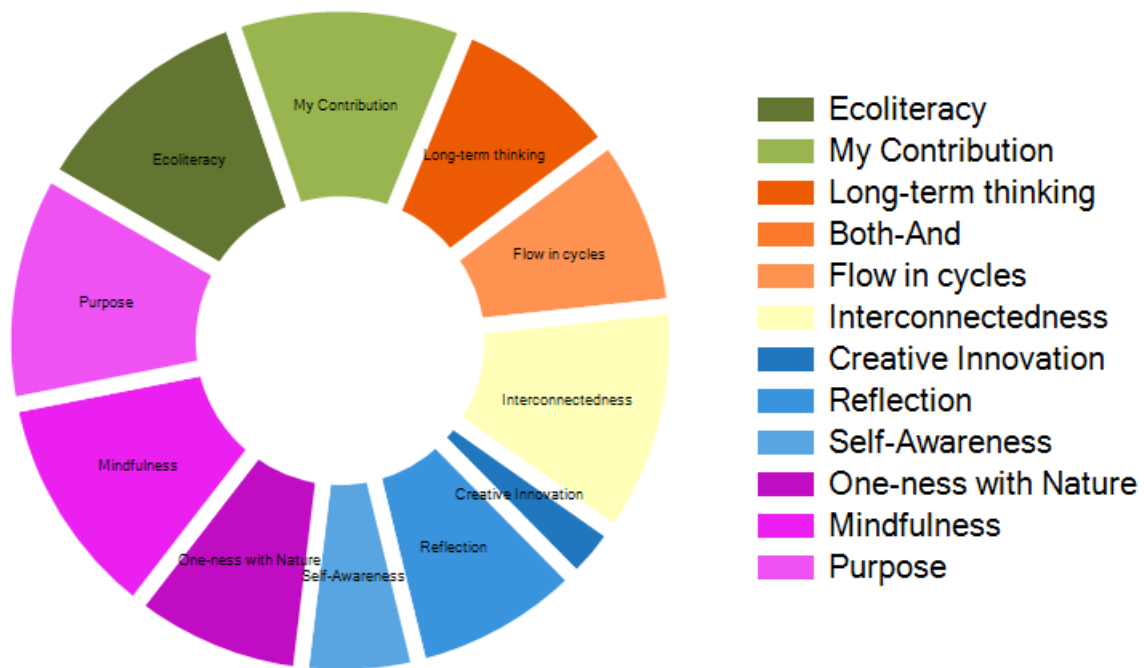 My Contribution
Ecoliteracy
Long-term thinking
Flow in cycles
Purpose
Interconnectedness
Mindfulness
Creative Innovation
Reflection
One-ness with Nature
Self-Awareness
Ecoliteracy
My Contribution
Long-term thinking
Both-And
Flow in cycles
Interconnectedness
Creative Innovation
Reflection
Self-Awareness
One-ness with Nature
Mindfulness
Purpose